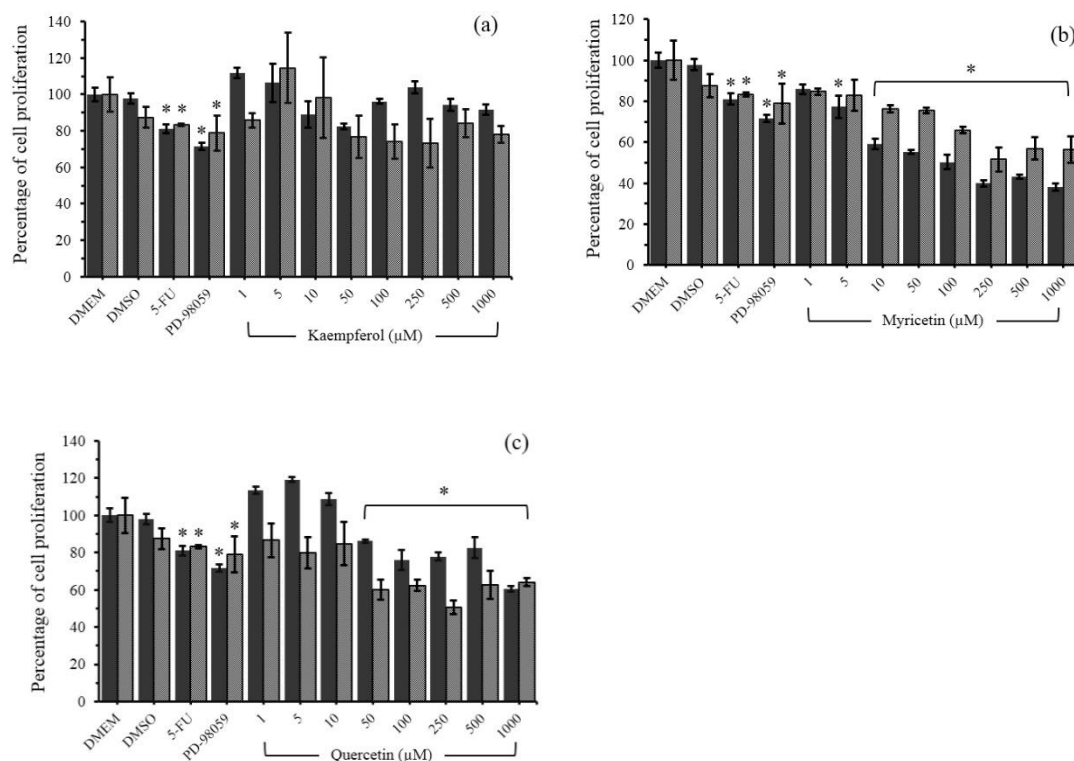 (a)
Percentage of cell proliferation
140
120
100
80
60
40
20
0
* * * *
DMEM
DMSO
5-FU
PD-98059
1
5
10
50
100
250
500
1000
Kaempferol (µM)
(b)
Percentage of cell proliferation
120
100
80
60
40
20
0
* * * * * *
DMEM
DMSO
5-FU
PD-98059
1
5
10
50
100
250
500
1000
Myricetin (µM)
(c)
Percentage of cell proliferation
140
120
100
80
60
40
20
0
* * * * *
DMEM
DMSO
5-FU
PD-98059
1
5
10
50
100
250
500
1000
Quercetin (µM)